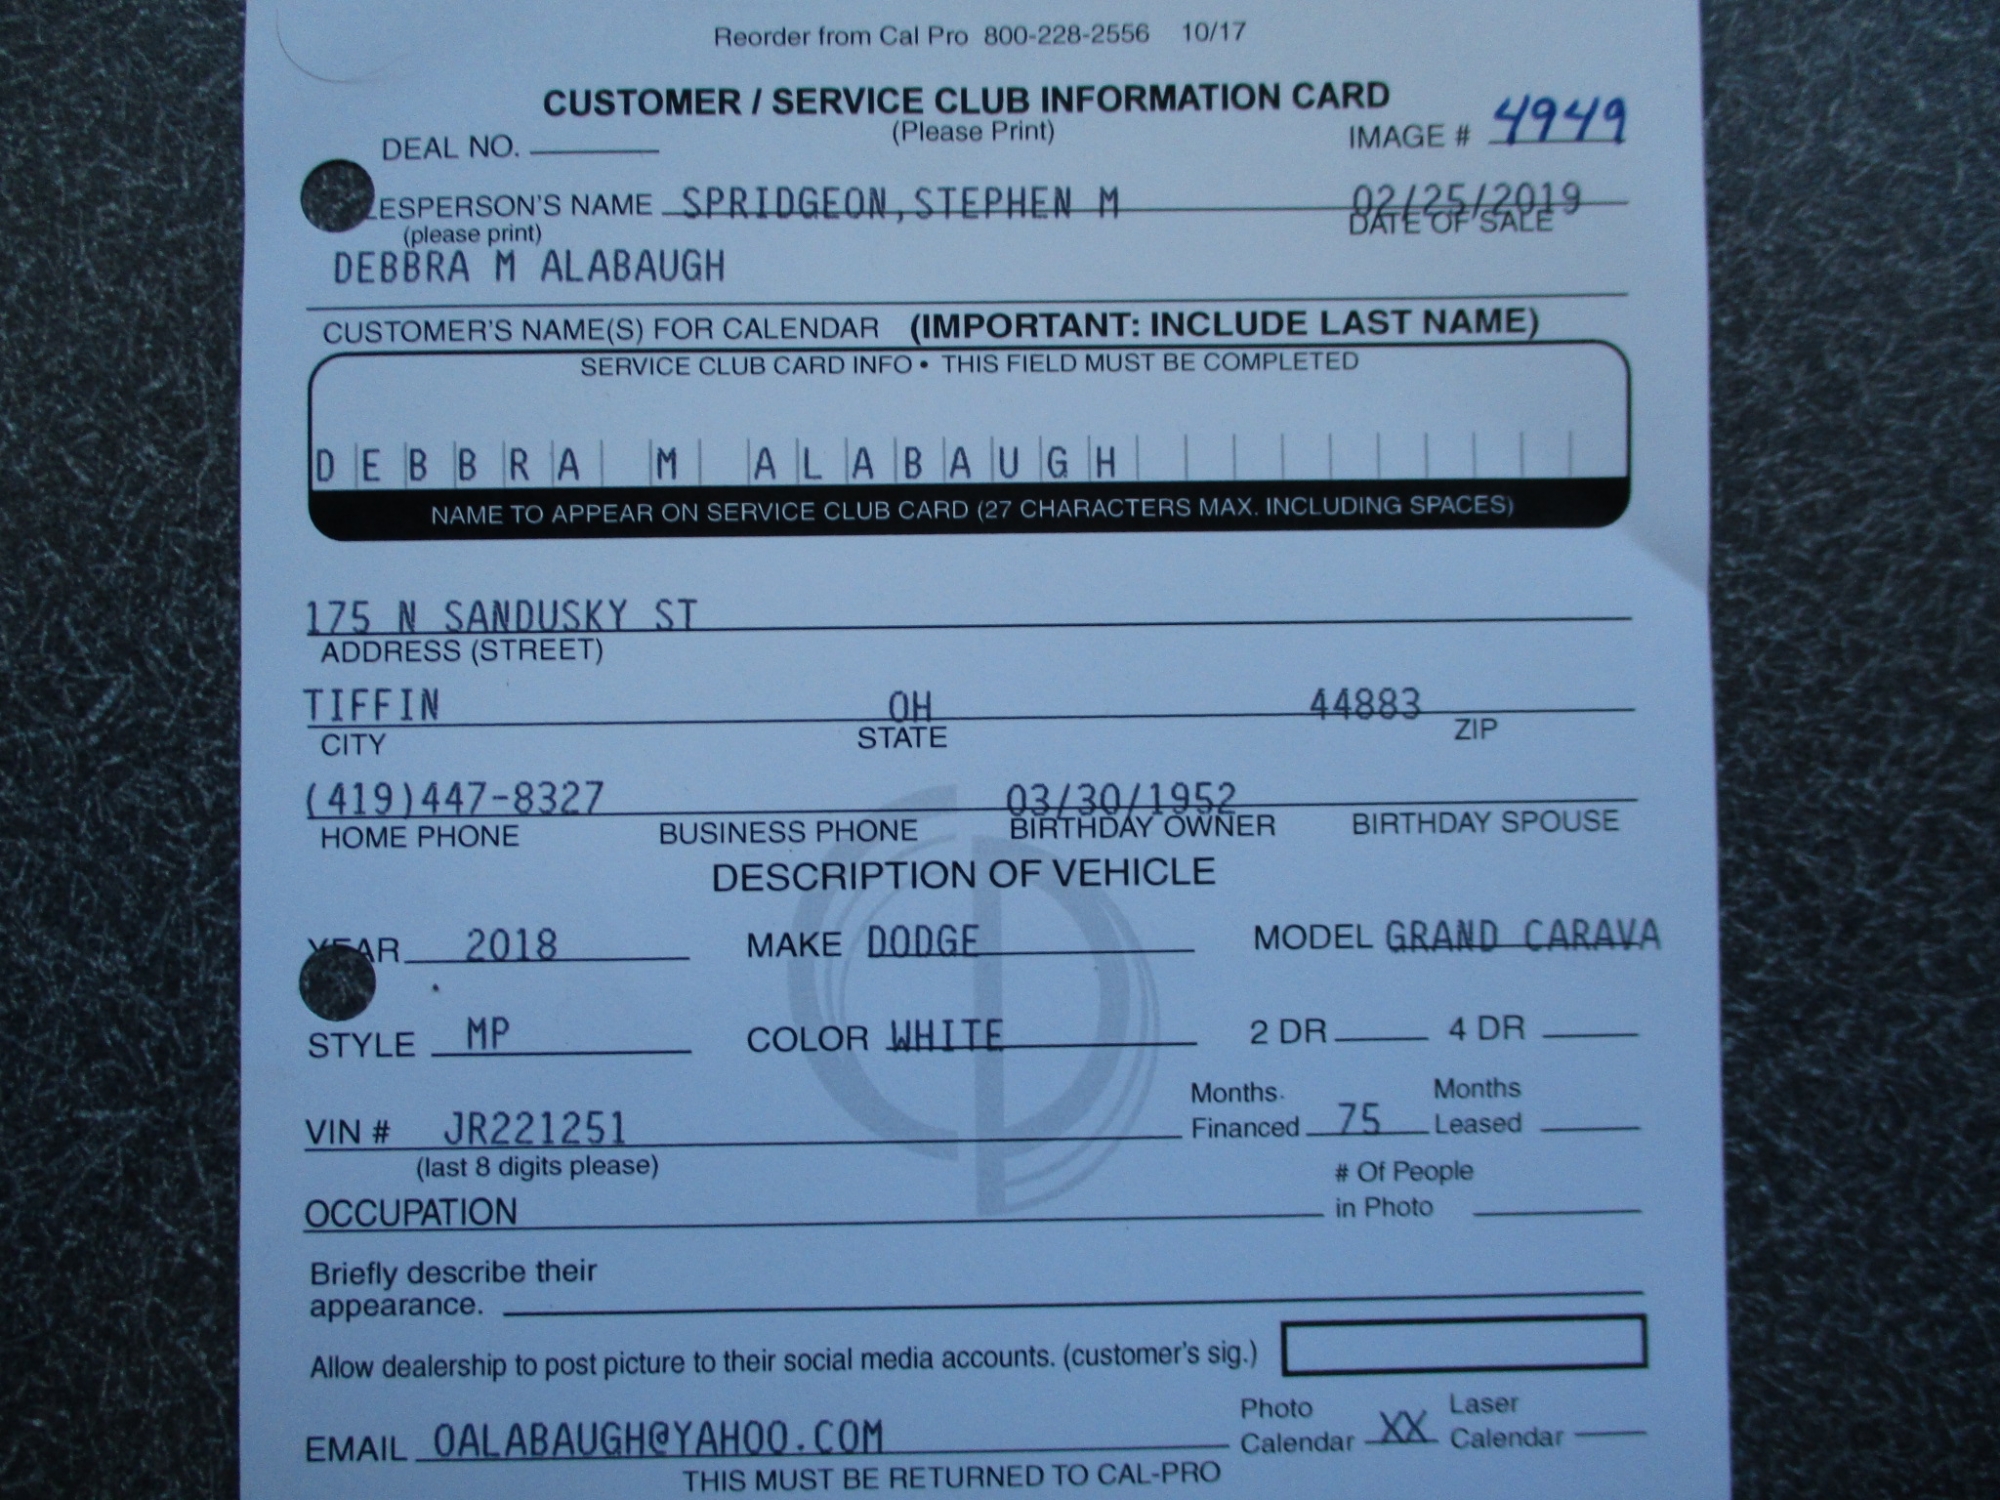 Reorder from Cal Pro 800-228-2556 10/17
CUSTOMER / SERVICE CLUB INFORMATION CARD
(Please Print)
DEAL NO.
IMAGE # 4949
LESPERSON'S NAME SPRIDGEON, STEPHEN M 02/25/2019
(please print) DATE OF SALE
DEBBRA M ALABAUGH
CUSTOMER'S NAME(S) FOR CALENDAR (IMPORTANT: INCLUDE LAST NAME)
SERVICE CLUB CARD INFO • THIS FIELD MUST BE COMPLETED
DEBBRA M ALABAUGH
NAME TO APPEAR ON SERVICE CLUB CARD (27 CHARACTERS MAX. INCLUDING SPACES)
175 N SANDUSKY ST
ADDRESS (STREET)
TIFFIN OH 44883
CITY STATE ZIP
(419)447-8327 03/30/1952
HOME PHONE BUSINESS PHONE BIRTHDAY OWNER BIRTHDAY SPOUSE
DESCRIPTION OF VEHICLE
YEAR 2018 MAKE DODGE MODEL GRAND CARAVA
STYLE MP COLOR WHITE 2 DR 4 DR
Months Months
VIN # JR221251 Financed 75 Leased
(last 8 digits please) # Of People
OCCUPATION in Photo
Briefly describe their
appearance.
Allow dealership to post picture to their social media accounts. (customer's sig.)
Photo Laser
EMAIL OALABAUGH@YAHOO.COM Calendar XX Calendar
THIS MUST BE RETURNED TO CAL-PRO